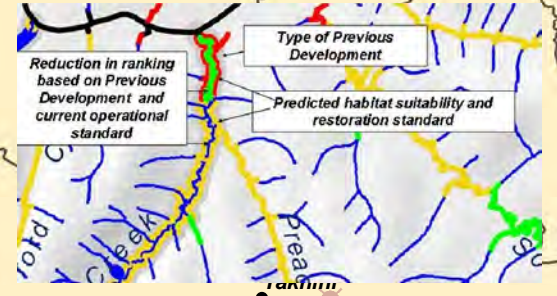 Type of Previous
Development
Reduction in ranking
based on Previous
Development and
current operational
standard
Predicted habitat suitability and
restoration standard
Creek